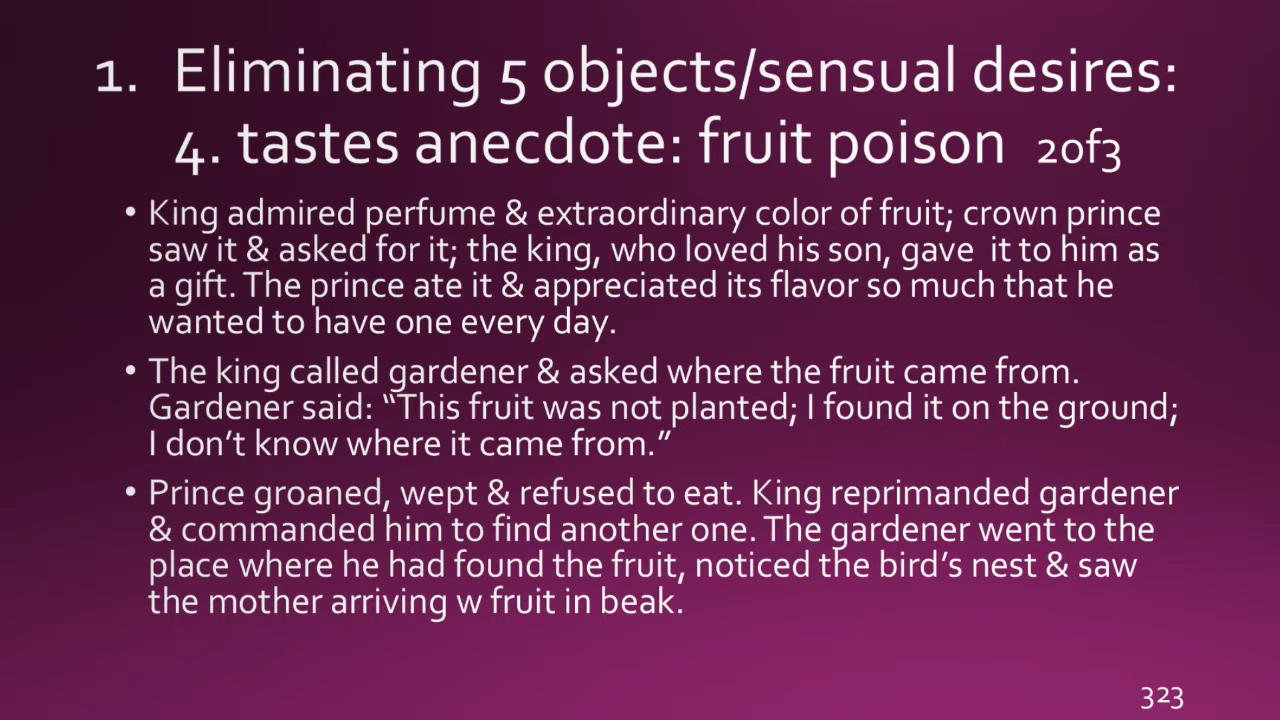 1. Eliminating 5 objects/sensual desires:
4. tastes anecdote: fruit poison 2of3
• King admired perfume & extraordinary color of fruit; crown prince
saw it & asked for it; the king, who loved his son, gave it to him as
a gift. The prince ate it & appreciated its flavor so much that he
wanted to have one every day.
• The king called gardener & asked where the fruit came from.
Gardener said: “This fruit was not planted; I found it on the ground;
I don’t know where it came from.”
• Prince groaned, wept & refused to eat. King reprimanded gardener
& commanded him to find another one. The gardener went to the
place where he had found the fruit, noticed the bird’s nest & saw
the mother arriving w fruit in beak.
323